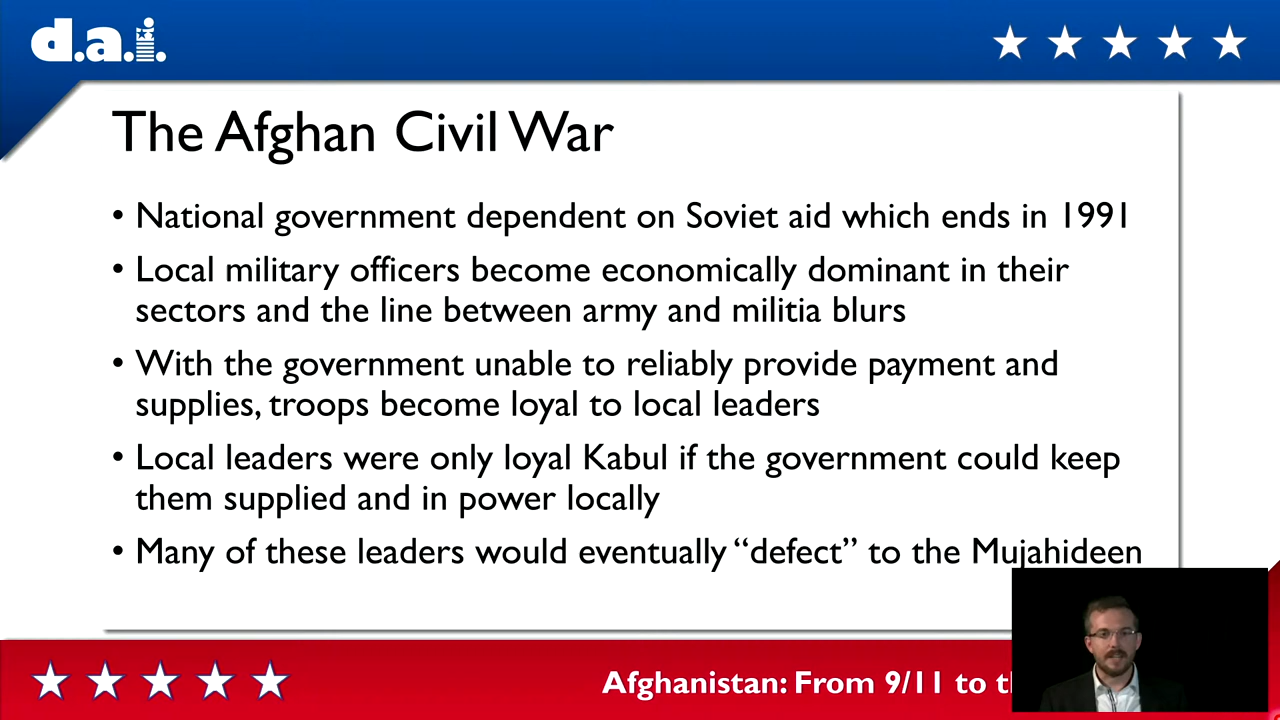 d.a.i.
The Afghan Civil War
• National government dependent on Soviet aid which ends in 1991
• Local military officers become economically dominant in their
sectors and the line between army and militia blurs
• With the government unable to reliably provide payment and
supplies, troops become loyal to local leaders
• Local leaders were only loyal Kabul if the government could keep
them supplied and in power locally
• Many of these leaders would eventually “defect” to the Mujahideen
Afghanistan: From 9/11 to